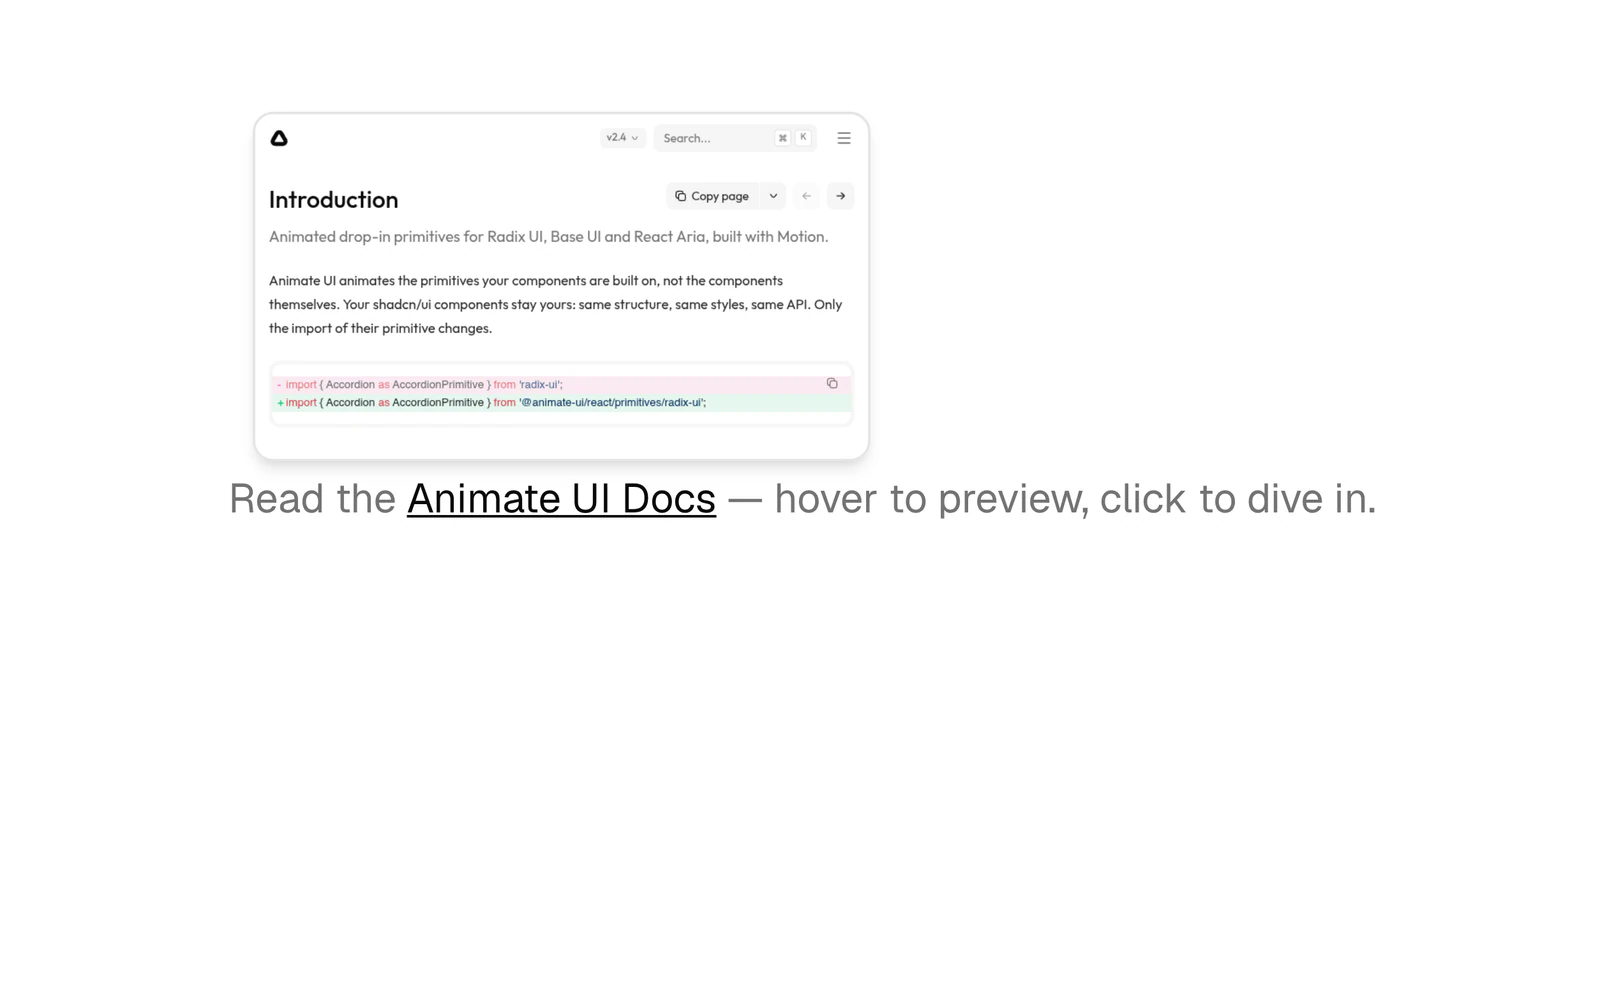 v2.4
Search...
⌘ K
Introduction
Copy page
Animated drop-in primitives for Radix UI, Base UI and React Aria, built with Motion.
Animate UI animates the primitives your components are built on, not the components
themselves. Your shadcn/ui components stay yours: same structure, same styles, same API. Only
the import of their primitive changes.
- import { Accordion as AccordionPrimitive } from 'radix-ui';
+ import { Accordion as AccordionPrimitive } from '@animate-ui/react/primitives/radix-ui';
Read the Animate UI Docs — hover to preview, click to dive in.